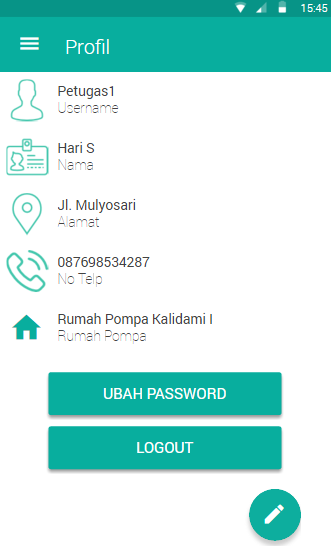 15:45
Profil
Petugas1
Username
Hari S
Nama
Jl. Mulyosari
Alamat
087698534287
No Telp
Rumah Pompa Kalidami I
Rumah Pompa
UBAH PASSWORD
LOGOUT